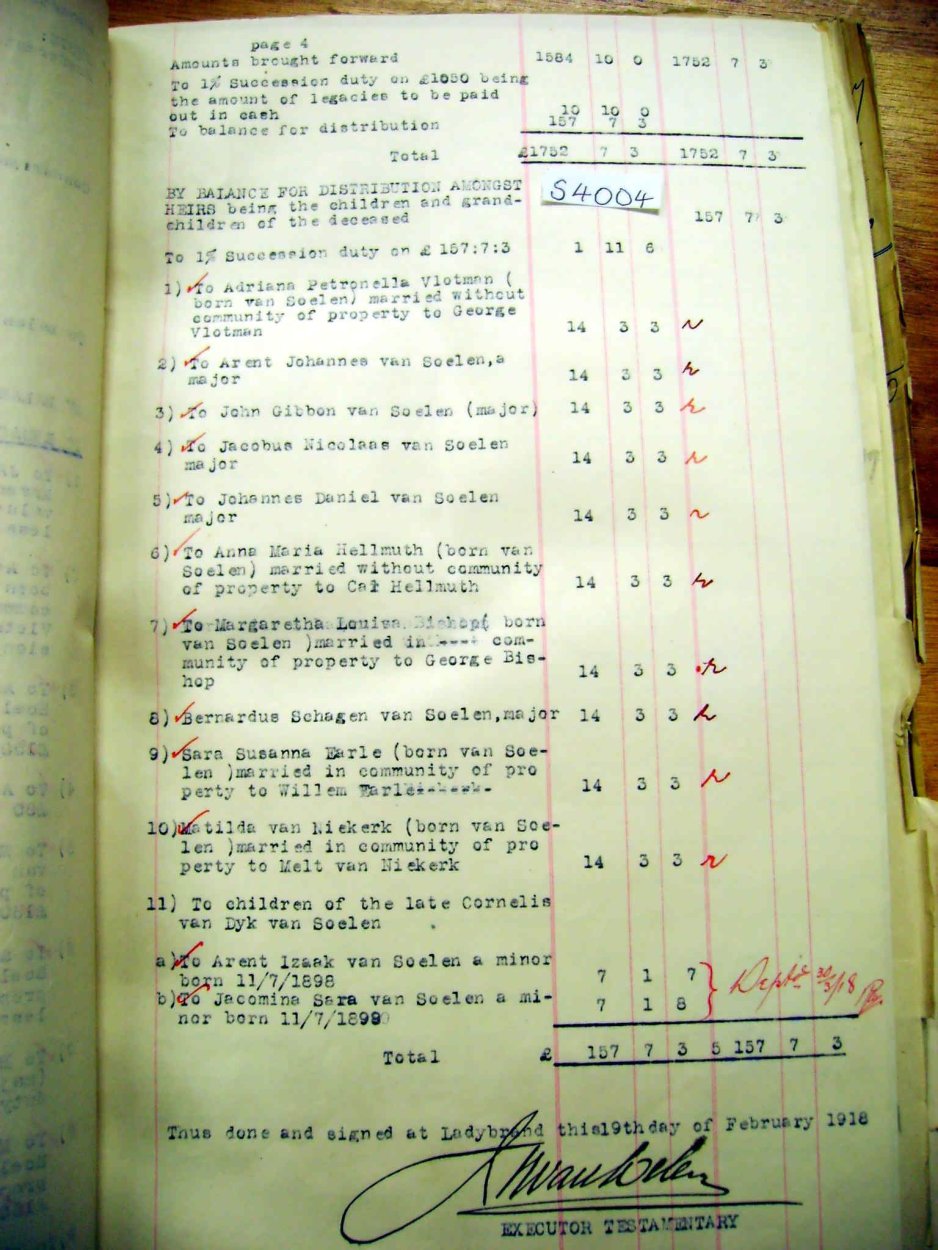 page 4
Amounts brought forward 1584 10 0 1752 7 3
To 1% Succession duty on £1050 being
the amount of legacies to be paid
out in cash 10 10 0
To balance for distribution 157 7 3
Total £1752 7 3 1752 7 3
S4004
BY BALANCE FOR DISTRIBUTION AMONGST
HEIRS being the children and grand-
children of the deceased 157 7 3
To 1% Succession duty on £ 157:7:3 1 11 6
1) To Adriana Petronella Vlotman (
born van Soelen) married without
community of property to George
Vlotman 14 3 3
2) To Arent Johannes van Soelen,a
major 14 3 3
3) To John Gibbon van Soelen (major) 14 3 3
4) To Jacobus Nicolaas van Soelen
major 14 3 3
5) To Johannes Daniel van Soelen
major 14 3 3
6) To Anna Maria Hellmuth (born van
Soelen) married without community
of property to Carl Hellmuth 14 3 3
7) To Margaretha Louiva Bishop( born
van Soelen )married in ---- com-
munity of property to George Bis-
hop 14 3 3
8) Bernardus Schagen van Soelen,major 14 3 3
9) Sara Susanna Earle (born van Soe-
len )married in community of pro
perty to Willem Earle 14 3 3
10) Matilda van Niekerk (born van Soe-
len )married in community of pro
perty to Melt van Niekerk 14 3 3
11) To children of the late Cornelis
van Dyk van Soelen
a) To Arent Izaak van Soelen a minor
born 11/7/1898 7 1 7
b) To Jacomina Sara van Soelen a mi-
nor born 11/7/1899 7 1 8
30/3/18
Total £ 157 7 3 £ 157 7 3
Thus done and signed at Ladybrand this19thday of February 1918
van Soelen
EXECUTOR TESTAMENTARY